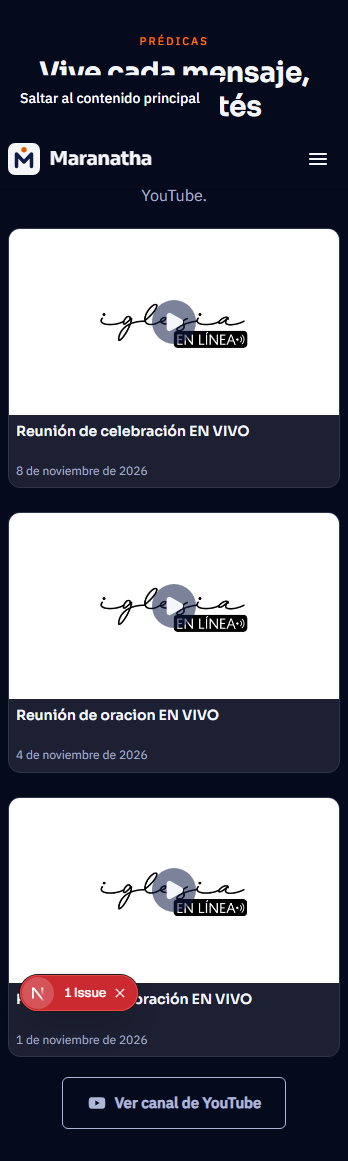 PRÉDICAS
Vive cada mensaje,
Saltar al contenido principal
tés
Maranatha
YouTube.
iglesia
EN LÍNEA
Reunión de celebración EN VIVO
8 de noviembre de 2026
iglesia
EN LÍNEA
Reunión de oracion EN VIVO
4 de noviembre de 2026
iglesia
EN LÍNEA
1 Issue
oración EN VIVO
1 de noviembre de 2026
Ver canal de YouTube